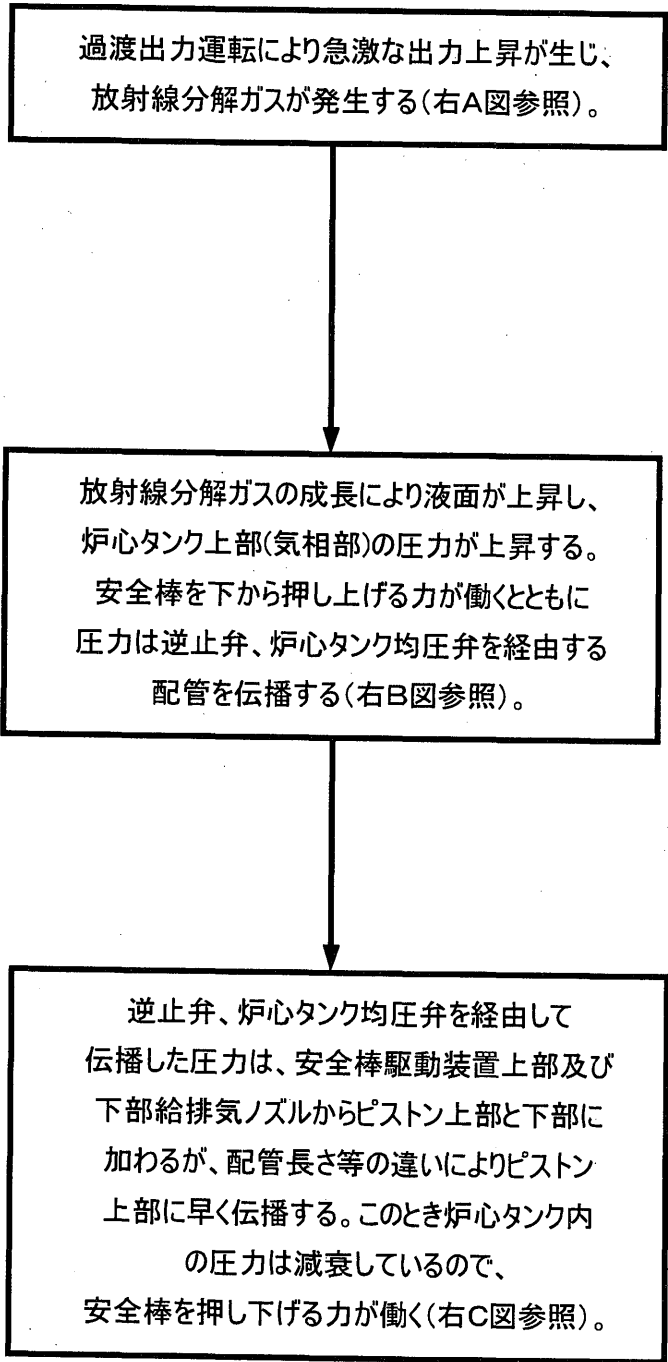 過渡出力運転により急激な出力上昇が生じ、
放射線分解ガスが発生する(右A図参照)。
放射線分解ガスの成長により液面が上昇し、
炉心タンク上部(気相部)の圧力が上昇する。
安全棒を下から押し上げる力が働くとともに
圧力は逆止弁、炉心タンク均圧弁を経由する
配管を伝播する(右B図参照)。
逆止弁、炉心タンク均圧弁を経由して
伝播した圧力は、安全棒駆動装置上部及び
下部給排気ノズルからピストン上部と下部に
加わるが、配管長さ等の違いによりピストン
上部に早く伝播する。このとき炉心タンク内
の圧力は減衰しているので、
安全棒を押し下げる力が働く(右C図参照)。